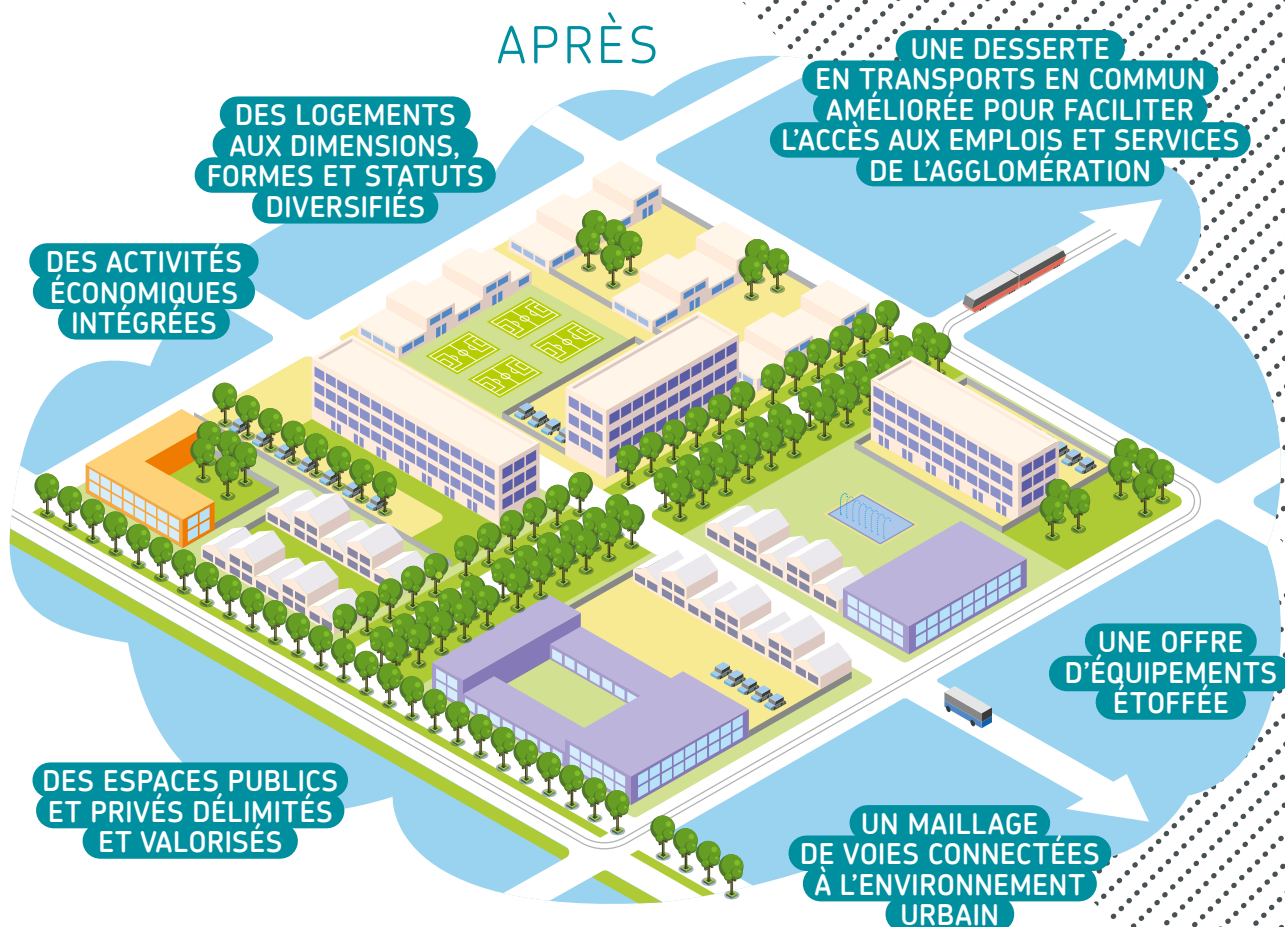 APRÈS
UNE DESSERTE
EN TRANSPORTS EN COMMUN
AMÉLIORÉE POUR FACILITER
L'ACCÈS AUX EMPLOIS ET SERVICES
DE L'AGGLOMÉRATION
DES LOGEMENTS
AUX DIMENSIONS,
FORMES ET STATUTS
DIVERSIFIÉS
DES ACTIVITÉS
ÉCONOMIQUES
INTÉGRÉES
UNE OFFRE
D'ÉQUIPEMENTS
ÉTOFFÉE
DES ESPACES PUBLICS
ET PRIVÉS DÉLIMITÉS
ET VALORISÉS
UN MAILLAGE
DE VOIES CONNECTÉES
À L'ENVIRONNEMENT
URBAIN